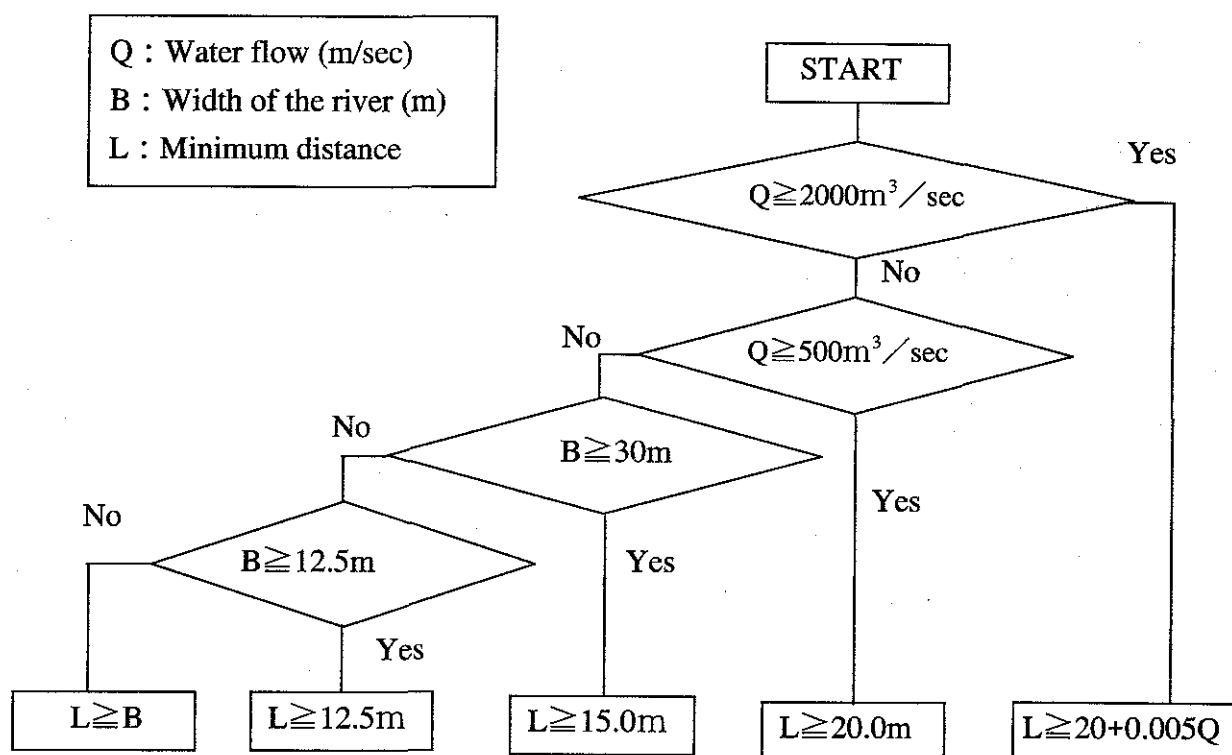 Q : Water flow (m/sec)
B : Width of the river (m)
L : Minimum distance
START
Yes
Q≧2000m³／sec
No
No
Q≧500m³／sec
No
B≧30m
Yes
No
B≧12.5m
Yes
Yes
L≧B
L≧12.5m
L≧15.0m
L≧20.0m
L≧20+0.005Q